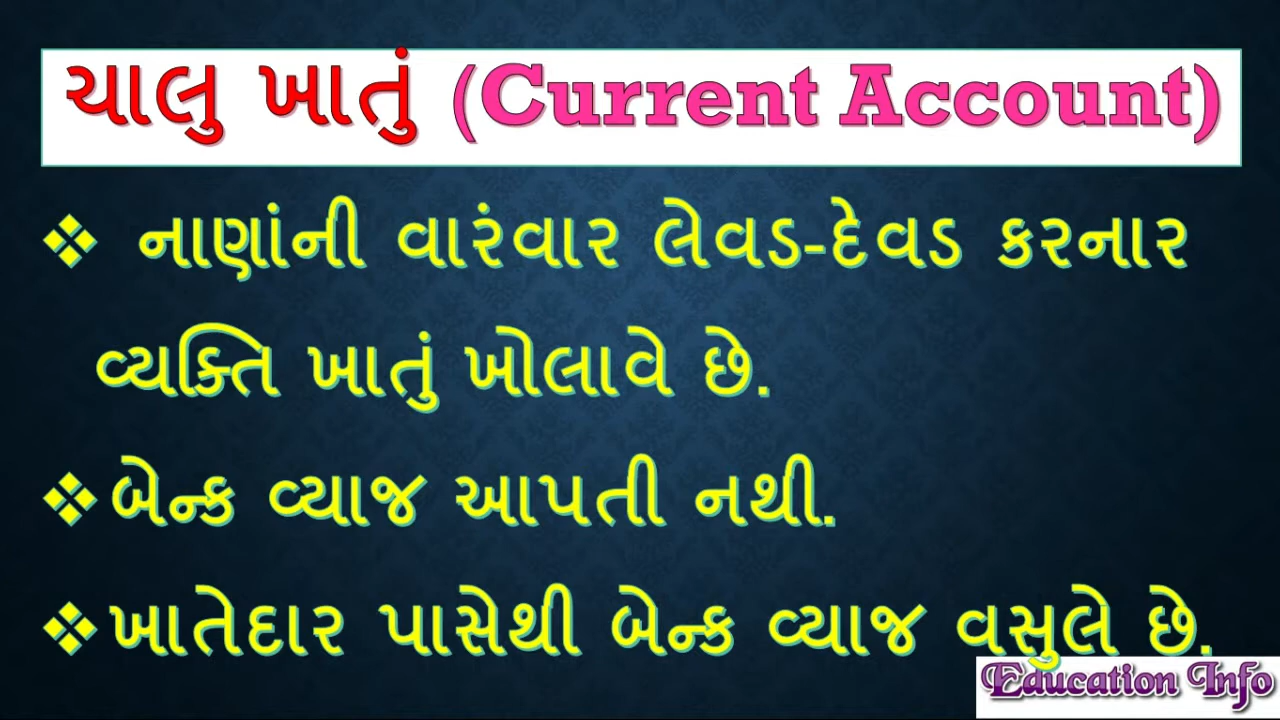 ચાલુ ખાતું (Current Account)
❖ નાણાંની વારંવાર લેવડ-દેવડ કરનાર
વ્યક્તિ ખાતું ખોલાવે છે.
❖ બેન્ક વ્યાજ આપતી નથી.
❖ ખાતેદાર પાસેથી બેન્ક વ્યાજ વસુલે છે.
Education Info